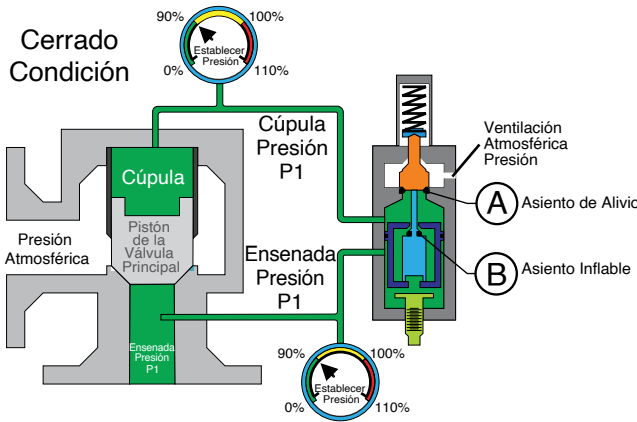 Cerrado
Condición
90%
100%
Establecer
Presión
0%
110%
Cúpula
Presión
P1
Ventilación
Atmosférica
Presión
A
Asiento de Alivio
Cúpula
Pistón
de la
Válvula
Principal
Presión
Atmosférica
Ensenada
Presión
P1
B
Asiento Inflable
Ensenada
Presión
P1
90%
100%
Establecer
Presión
0%
110%